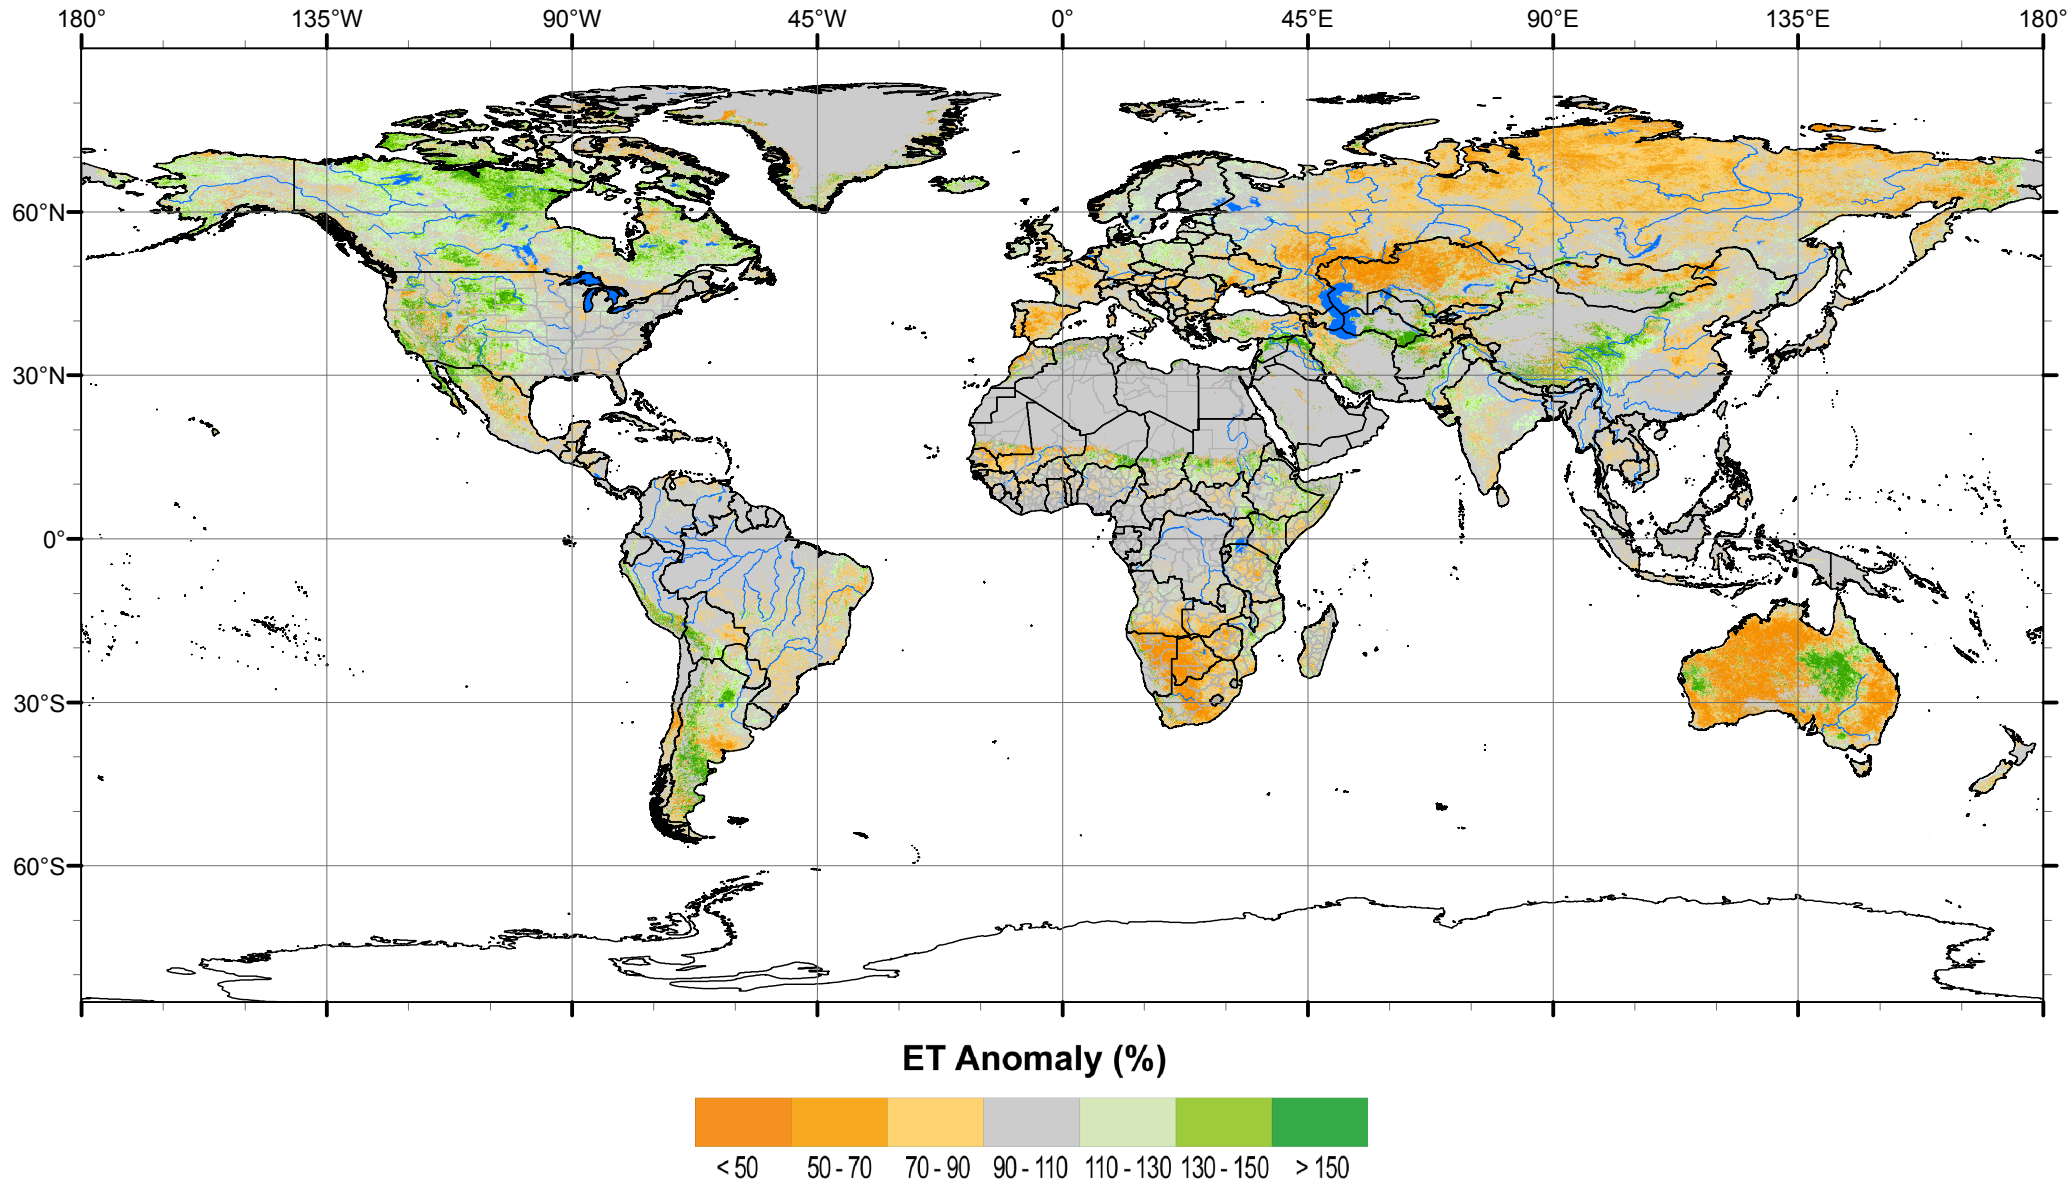 180° 135°W 90°W 45°W 0° 45°E 90°E 135°E 180°
60°N
30°N
0°
30°S
60°S
ET Anomaly (%)
< 50 50 - 70 70 - 90 90 - 110 110 - 130 130 - 150 > 150